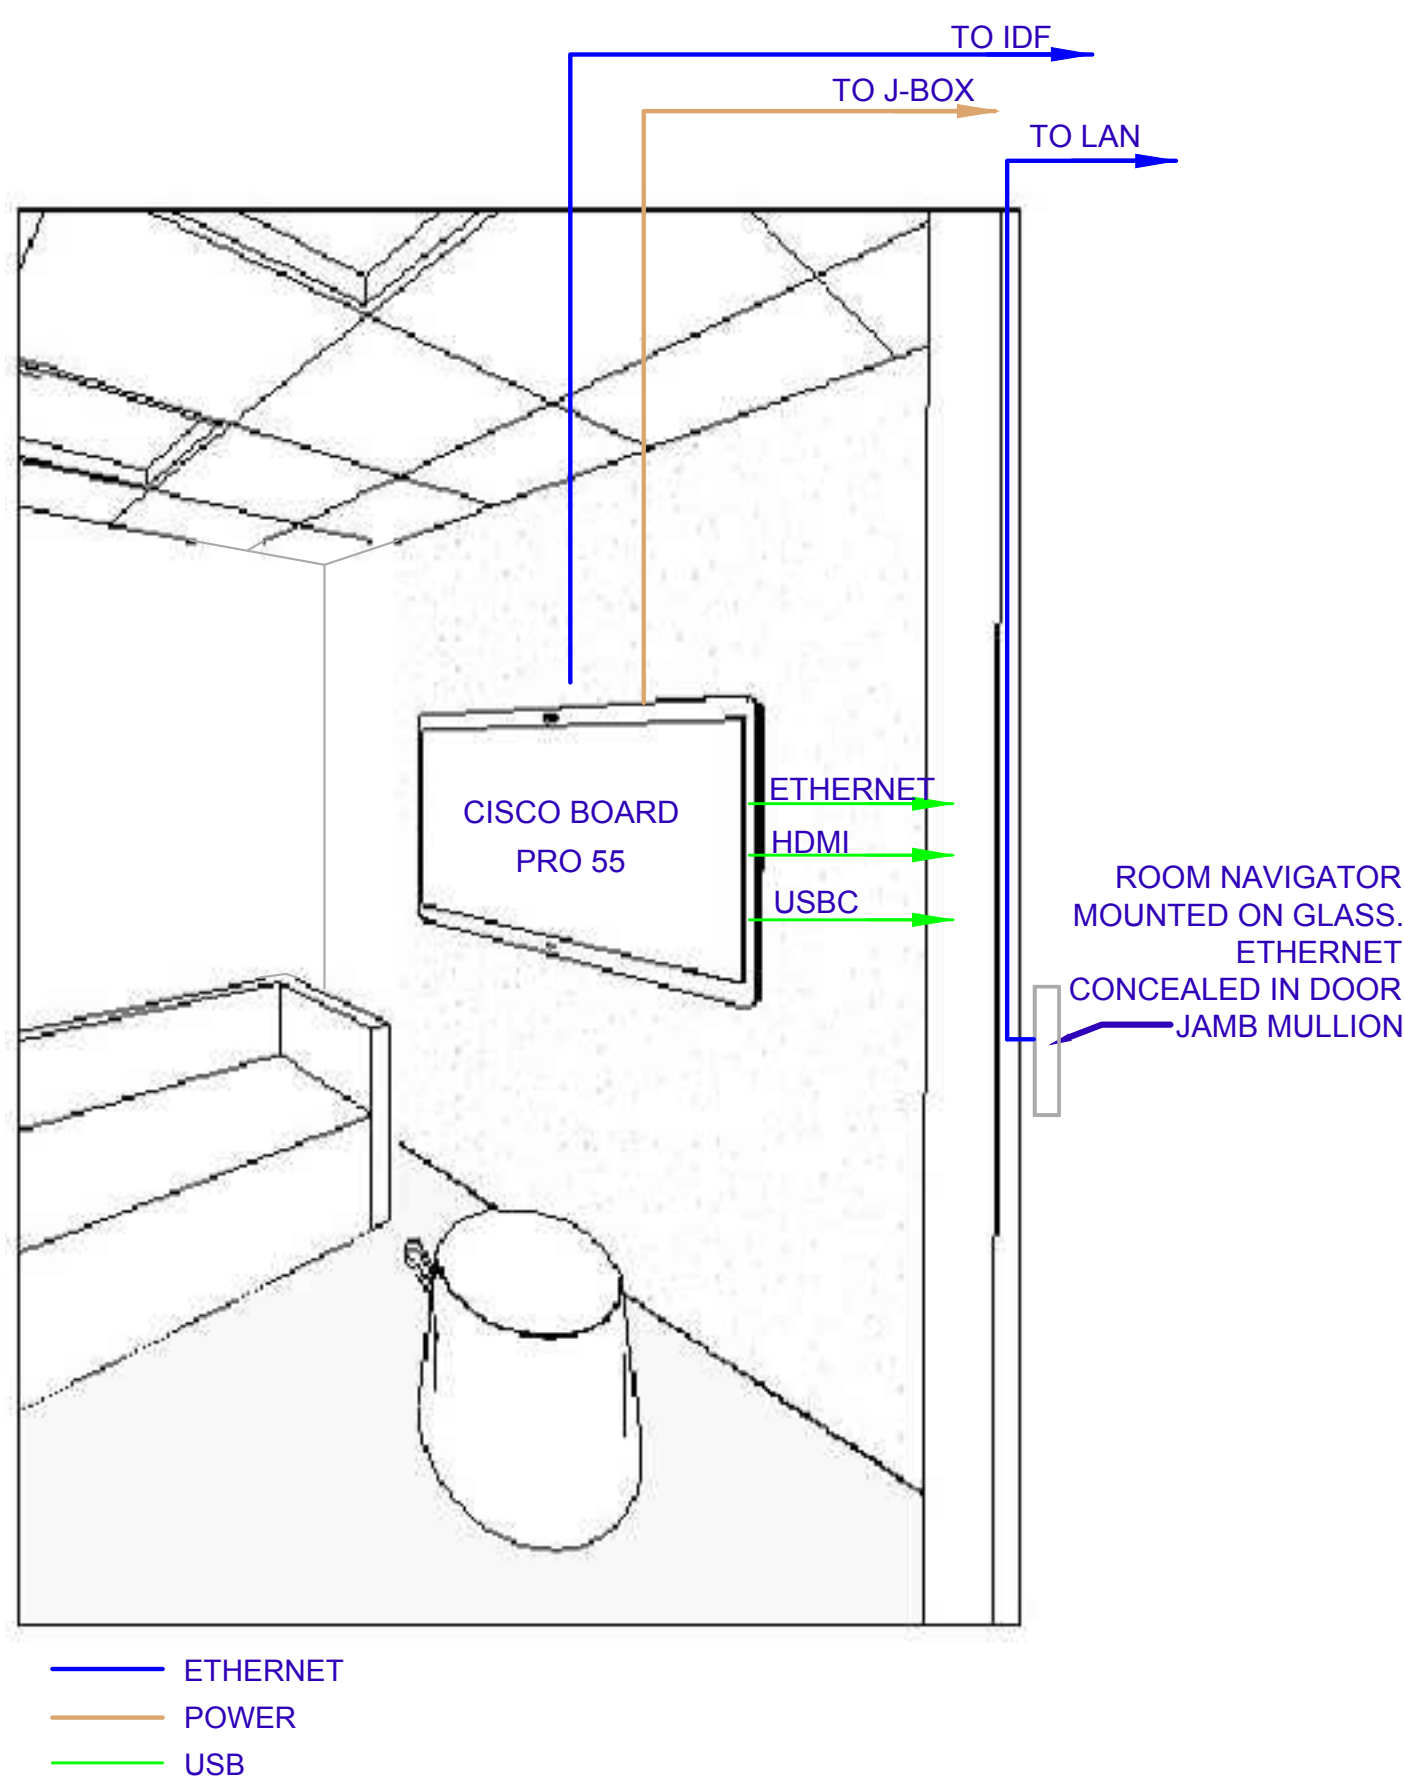 TO IDF
TO J-BOX
TO LAN
ETHERNET
CISCO BOARD
PRO 55
HDMI
USBC
ROOM NAVIGATOR
MOUNTED ON GLASS.
ETHERNET
CONCEALED IN DOOR
JAMB MULLION
ETHERNET
POWER
USB